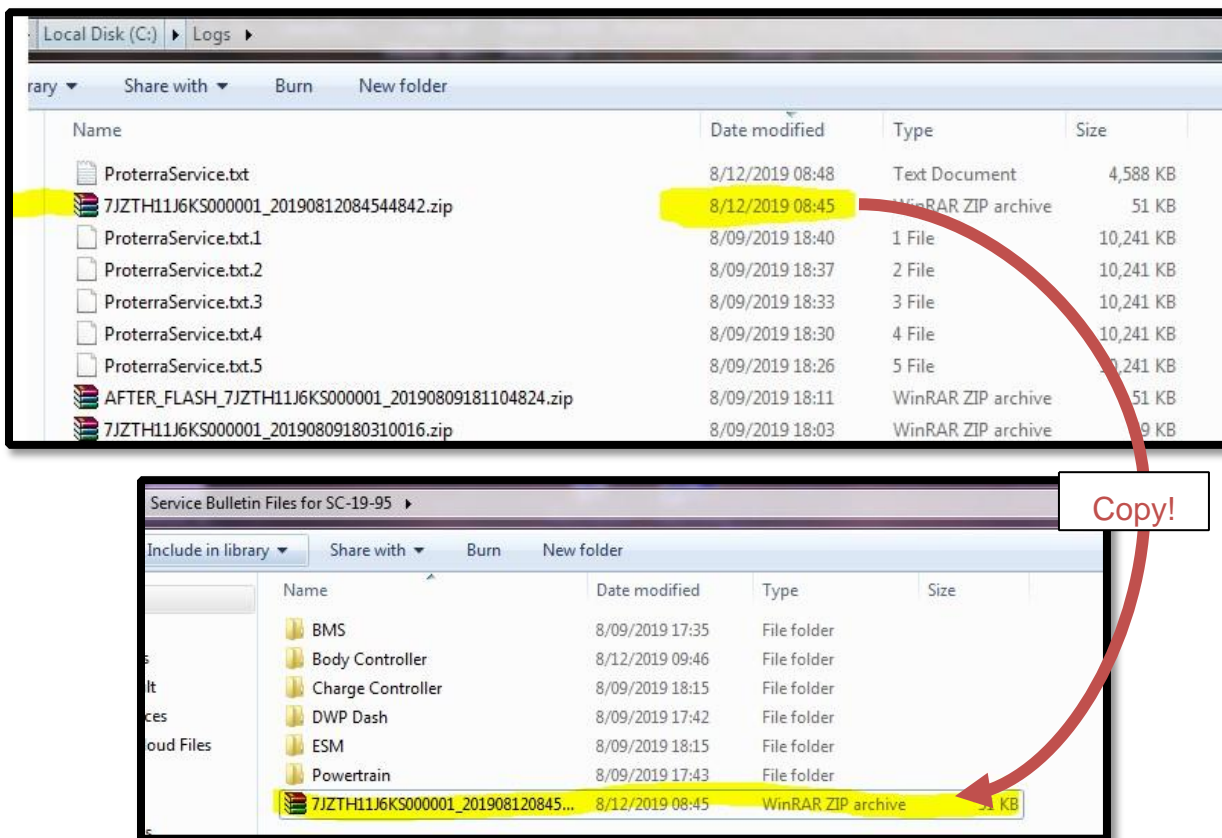 Local Disk (C:) Logs
rary Share with Burn New folder
Name Date modified Type Size
ProterraService.txt 8/12/2019 08:48 Text Document 4,588 KB
7JZTH11J6KS000001_20190812084544842.zip 8/12/2019 08:45 WinRAR ZIP archive 51 KB
ProterraService.txt.1 8/09/2019 18:40 1 File 10,241 KB
ProterraService.txt.2 8/09/2019 18:37 2 File 10,241 KB
ProterraService.txt.3 8/09/2019 18:33 3 File 10,241 KB
ProterraService.txt.4 8/09/2019 18:30 4 File 10,241 KB
ProterraService.txt.5 8/09/2019 18:26 5 File 10,241 KB
AFTER_FLASH_7JZTH11J6KS000001_20190809181104824.zip 8/09/2019 18:11 WinRAR ZIP archive 51 KB
7JZTH11J6KS000001_20190809180310016.zip 8/09/2019 18:03 WinRAR ZIP archive 9 KB
Copy!
Service Bulletin Files for SC-19-95
Include in library Share with Burn New folder
Name Date modified Type Size
BMS 8/09/2019 17:35 File folder
s Body Controller 8/12/2019 09:46 File folder
lt Charge Controller 8/09/2019 18:15 File folder
ces DWP Dash 8/09/2019 17:42 File folder
oud Files ESM 8/09/2019 18:15 File folder
Powertrain 8/09/2019 17:43 File folder
7JZTH11J6KS000001_201908120845... 8/12/2019 08:45 WinRAR ZIP archive 51 KB
s